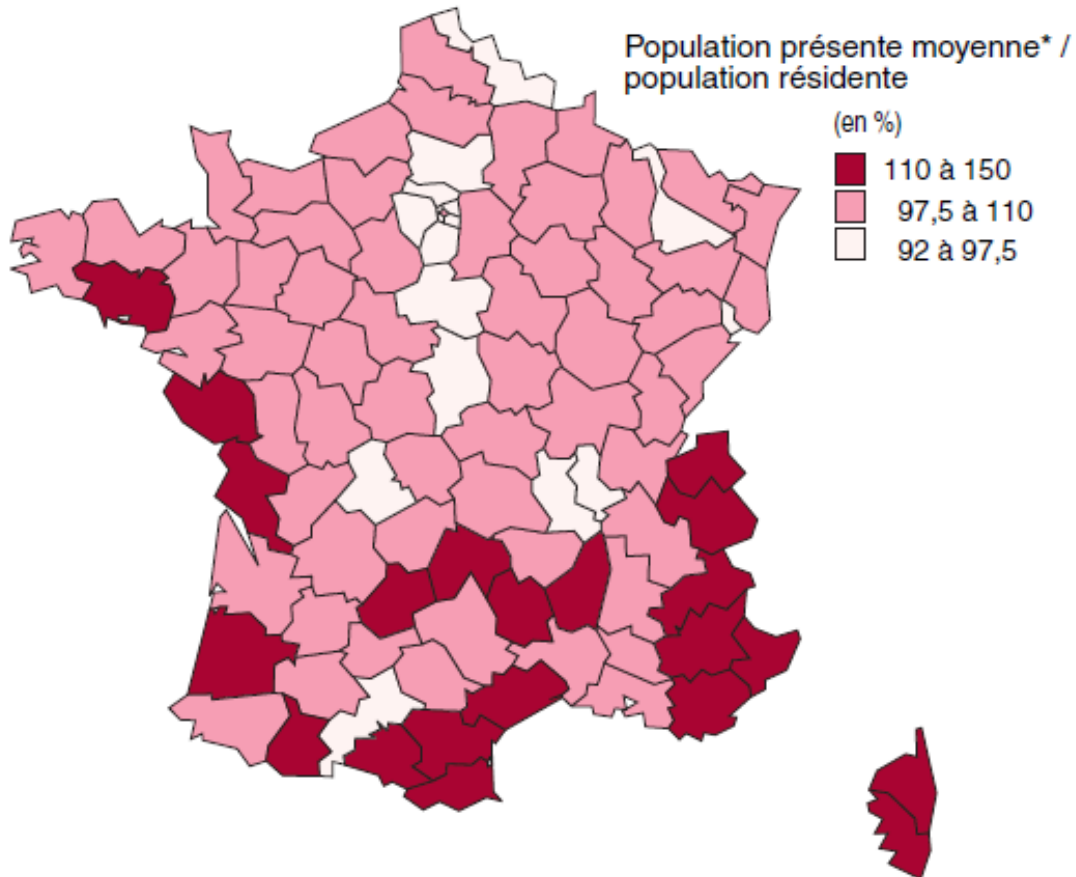 Population présente moyenne* /
population résidente
(en %)
110 à 150
97,5 à 110
92 à 97,5